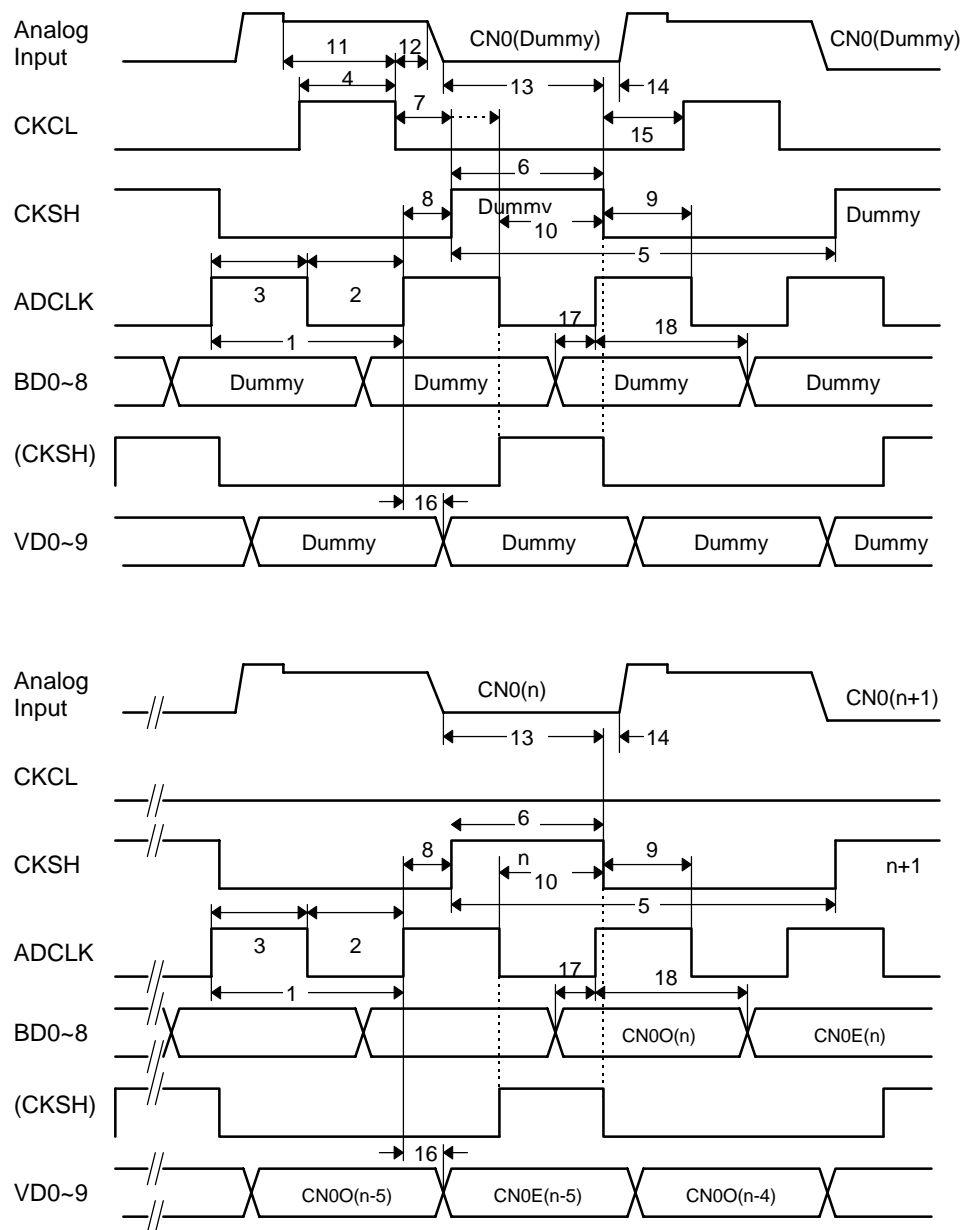 Analog
Input
CN0(Dummy)
CN0(Dummy)
11
12
4
13
14
7
CKCL
15
6
8
9
CKSH
Dummy
10
Dummy
5
ADCLK
3
2
17
18
1
BD0~8
Dummy
Dummy
Dummy
Dummy
(CKSH)
16
VD0~9
Dummy
Dummy
Dummy
Dummy
Analog
Input
CN0(n)
CN0(n+1)
13
14
CKCL
6
8
9
CKSH
n
10
n+1
5
ADCLK
3
2
17
18
1
BD0~8
CN0O(n)
CN0E(n)
(CKSH)
16
VD0~9
CN0O(n-5)
CN0E(n-5)
CN0O(n-4)